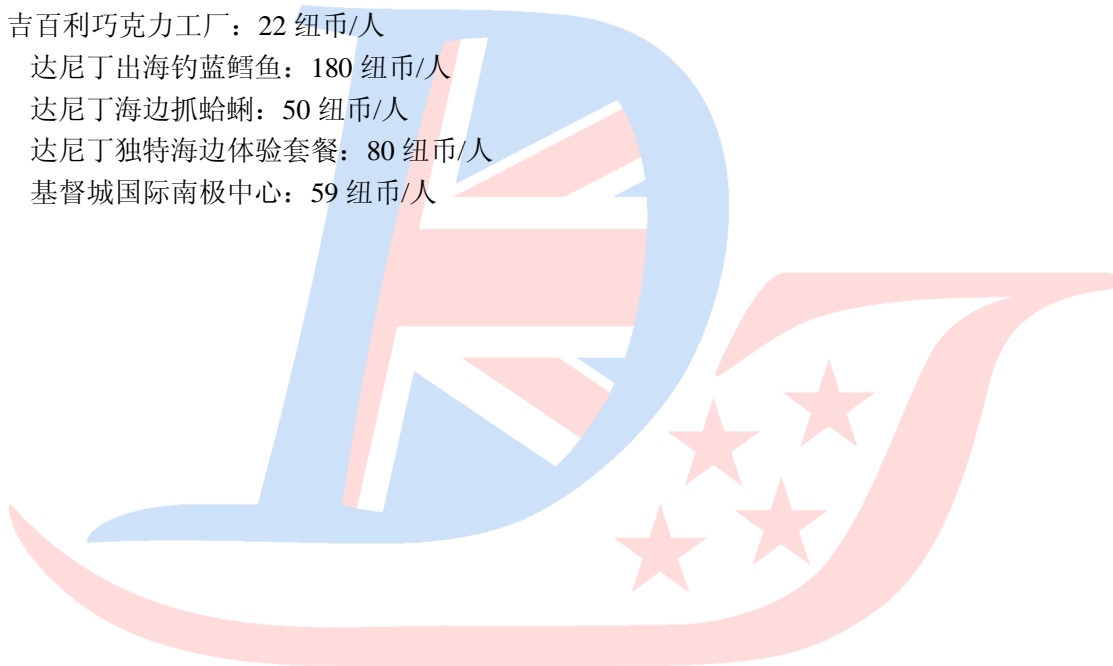 吉百利巧克力工厂：22 纽币/人
达尼丁出海钓蓝鳕鱼：180 纽币/人
达尼丁海边抓蛤蜊：50 纽币/人
达尼丁独特海边体验套餐：80 纽币/人
基督城国际南极中心：59 纽币/人